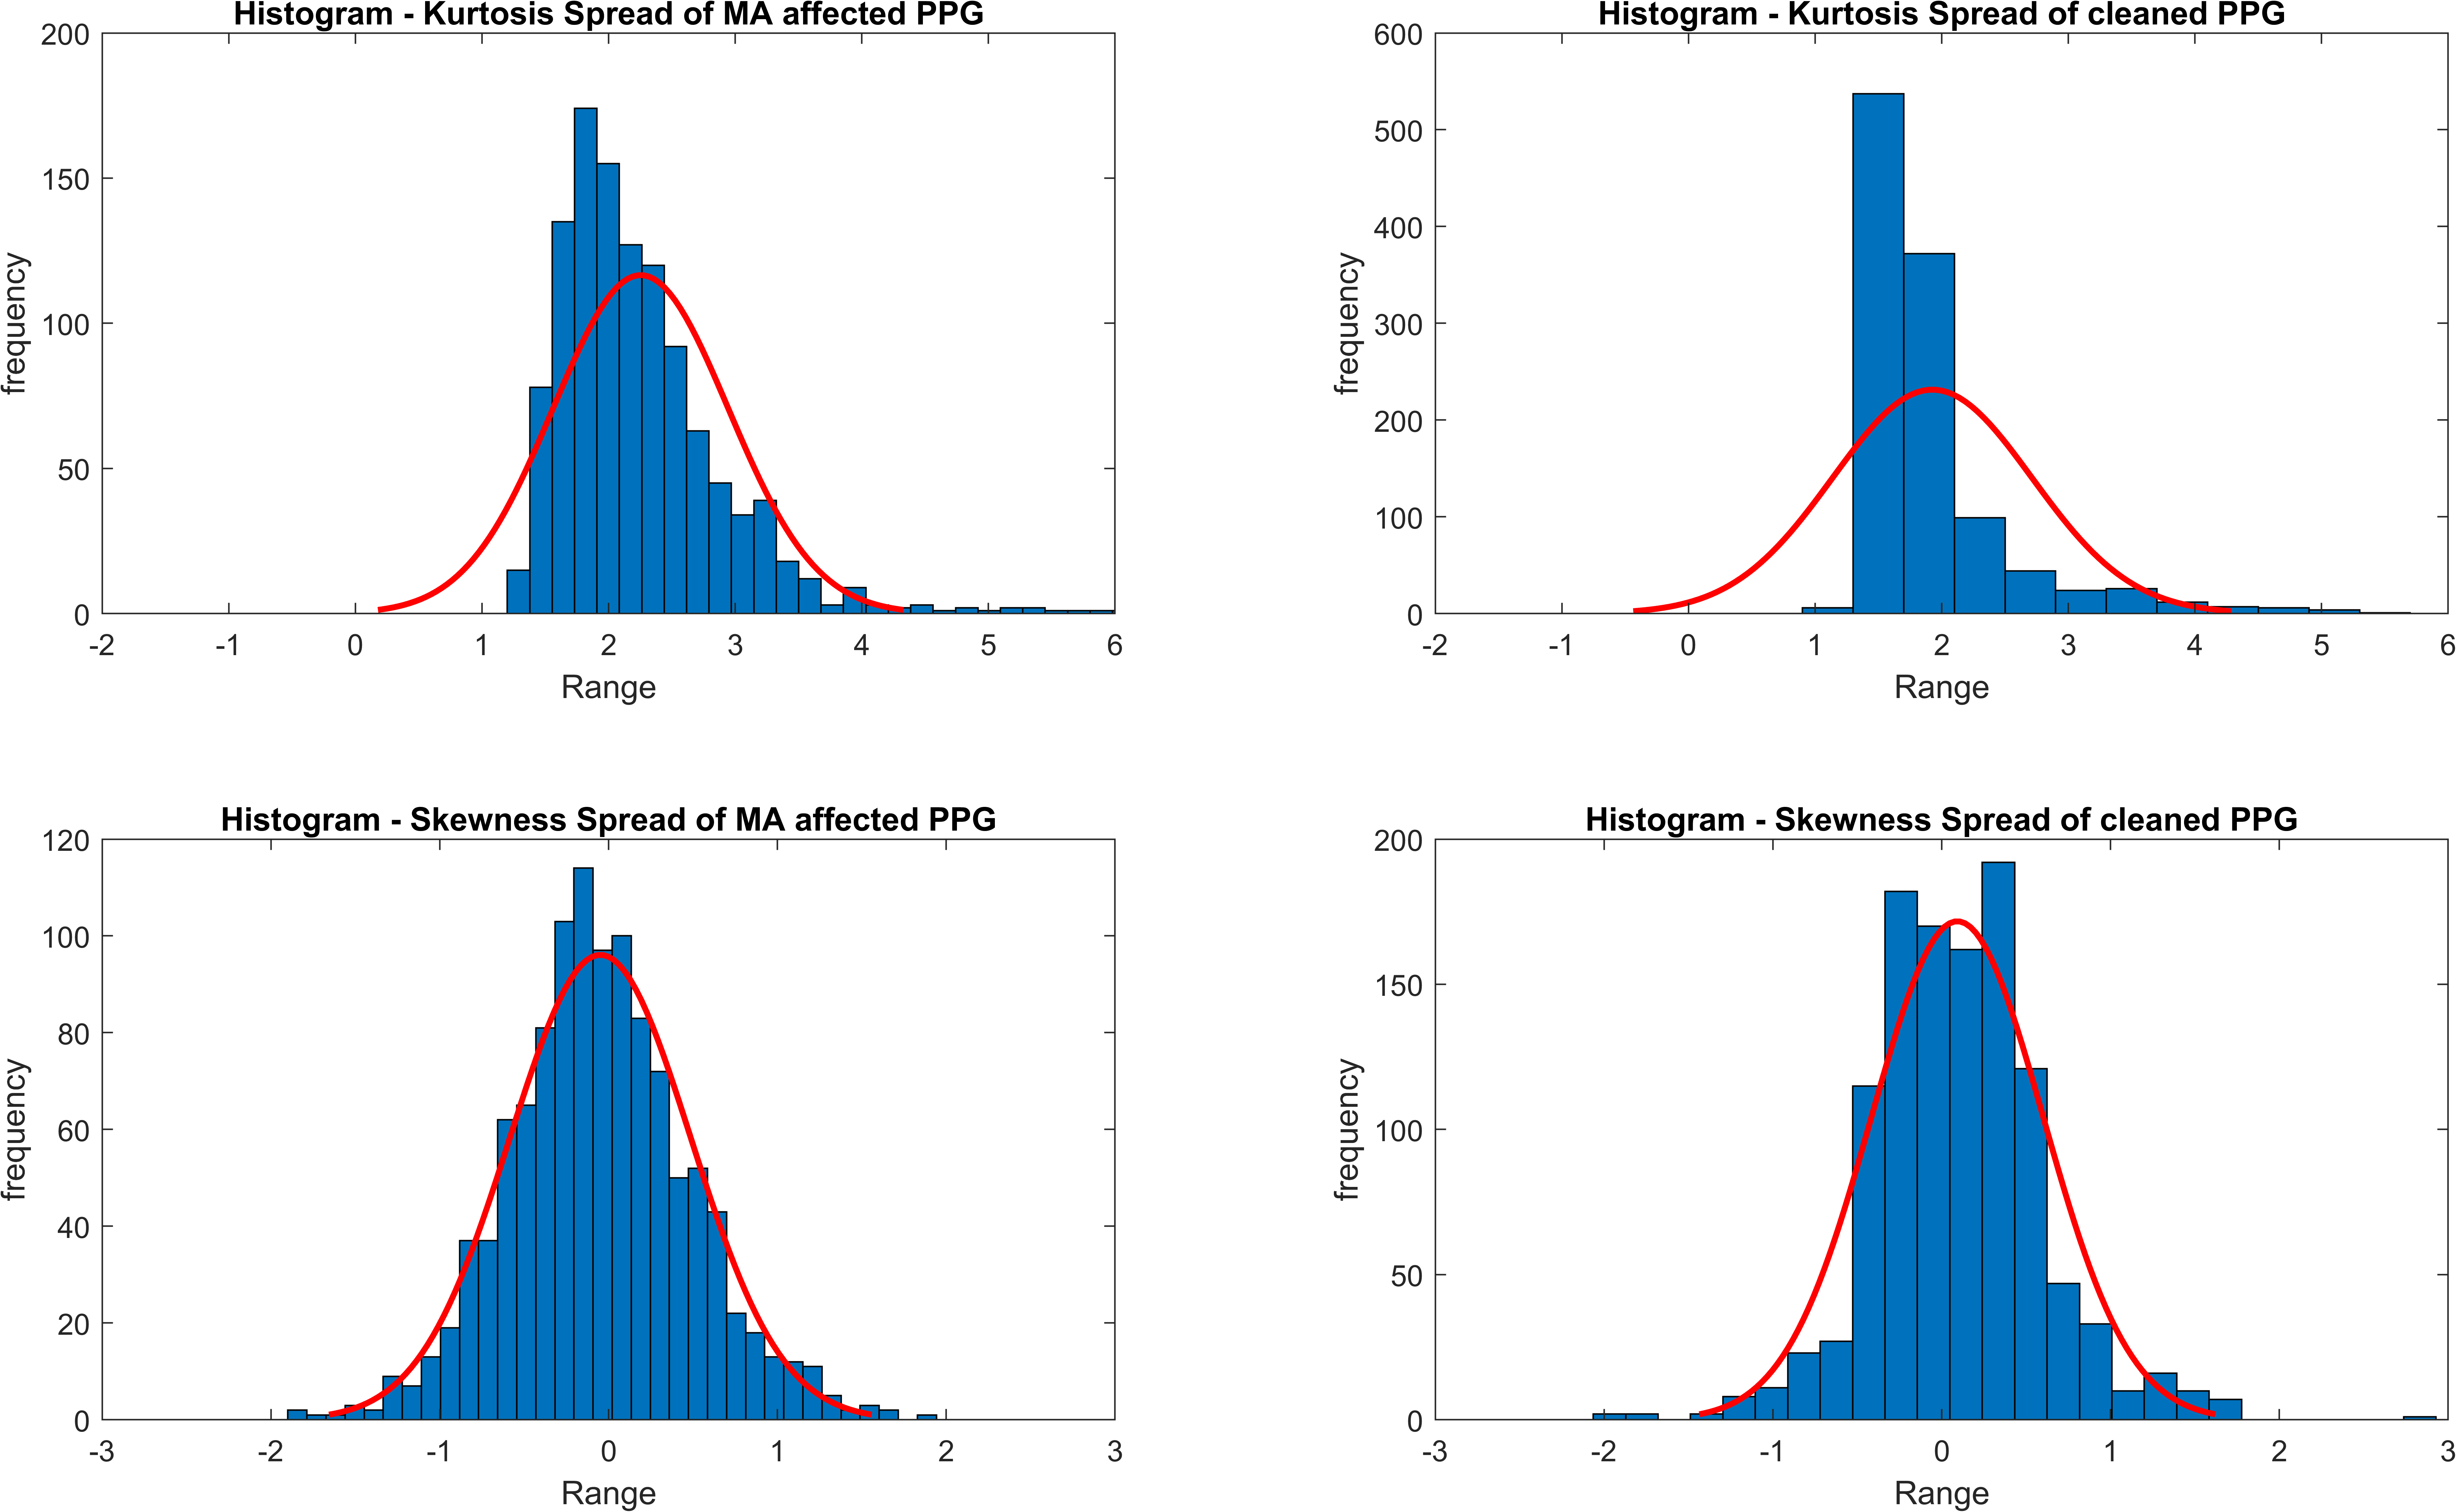 Histogram - Kurtosis Spread of MA affected PPG
200
150
100
50
0
frequency
-2 -1 0 1 2 3 4 5 6
Range
Histogram - Kurtosis Spread of cleaned PPG
600
500
400
300
200
100
0
frequency
-2 -1 0 1 2 3 4 5 6
Range
Histogram - Skewness Spread of MA affected PPG
120
100
80
60
40
20
0
frequency
-3 -2 -1 0 1 2 3
Range
Histogram - Skewness Spread of cleaned PPG
200
150
100
50
0
frequency
-3 -2 -1 0 1 2 3
Range